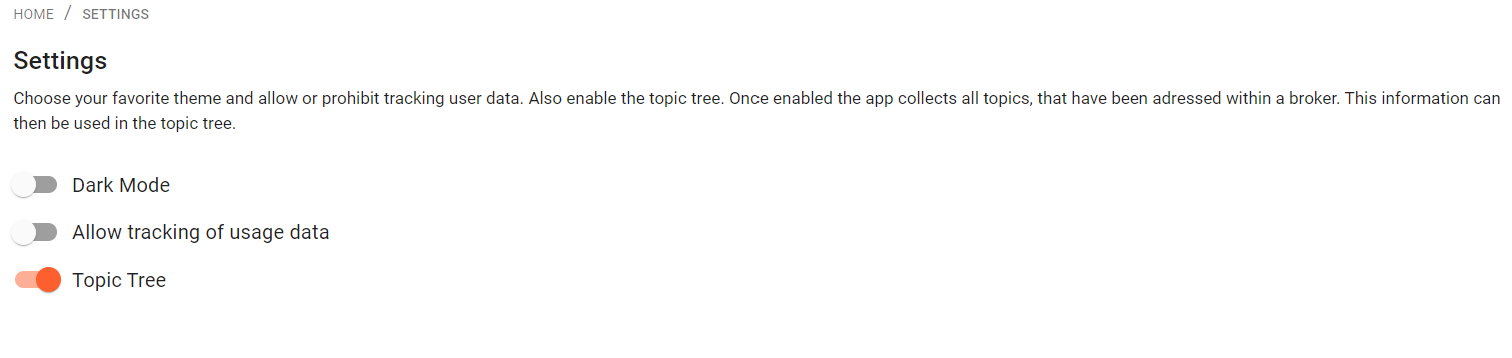 HOME / SETTINGS
Settings
Choose your favorite theme and allow or prohibit tracking user data. Also enable the topic tree. Once enabled the app collects all topics, that have been adressed within a broker. This information can
then be used in the topic tree.
Dark Mode
Allow tracking of usage data
Topic Tree